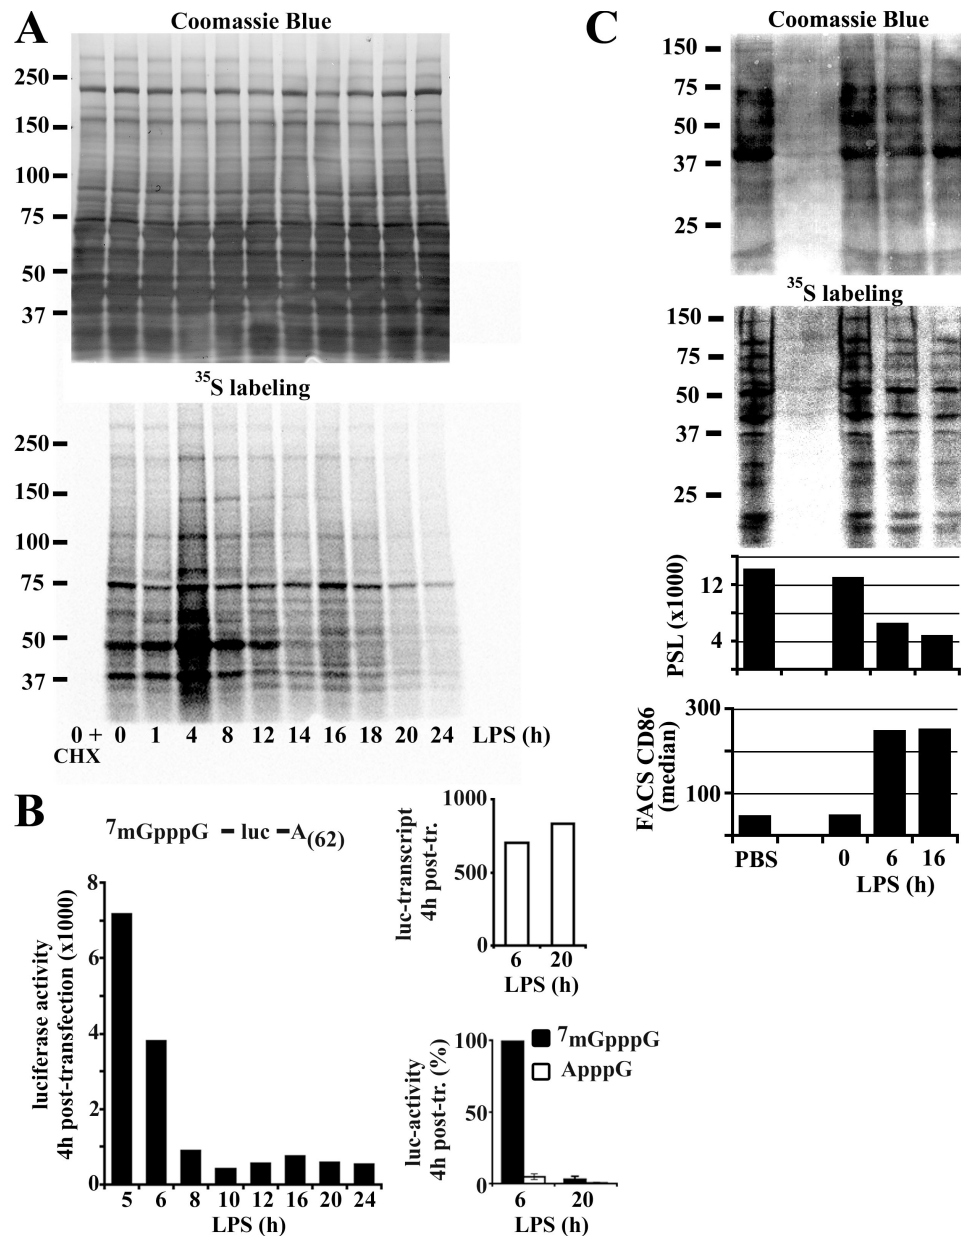 A
Coomassie Blue
250
150
100
75
50
37
35S labeling
250
150
100
75
50
37
0 + 0 1 4 8 12 14 16 18 20 24 LPS (h)
CHX
B
7mGpppG – luc – A(62)
luciferase activity
4h post-transfection (x1000)
8
6
4
2
0
5 6 8 10 12 16 20 24
LPS (h)
luc-transcript
4h post-tr.
1000
500
0
6 20
LPS (h)
luc-activity
4h post-tr. (%)
100
50
0
7mGpppG
ApppG
6 20
LPS (h)
C
Coomassie Blue
150
75
50
37
25
35S labeling
150
75
50
37
25
PSL (x1000)
12
4
FACS CD86
(median)
300
100
PBS 0 6 16
LPS (h)